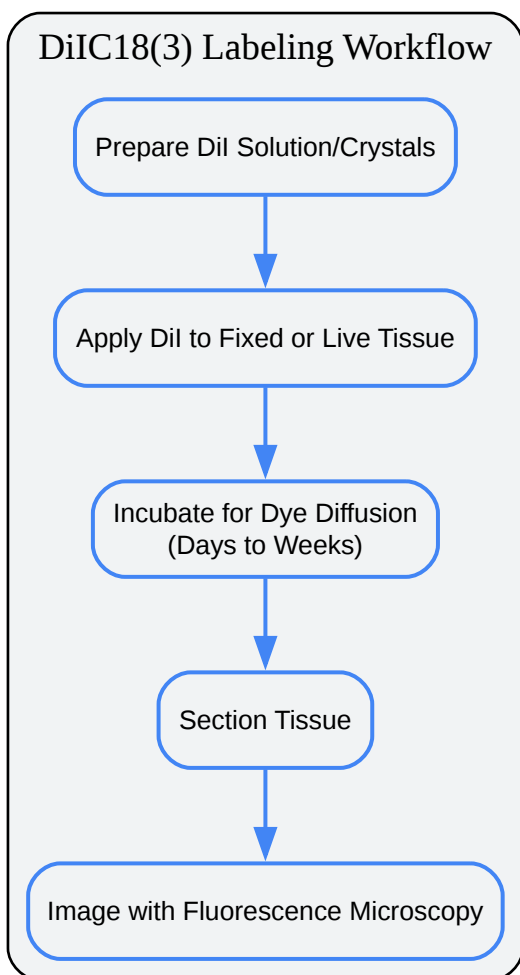 DiIC18(3) Labeling Workflow
Prepare DiI Solution/Crystals
Apply DiI to Fixed or Live Tissue
Incubate for Dye Diffusion
(Days to Weeks)
Section Tissue
Image with Fluorescence Microscopy